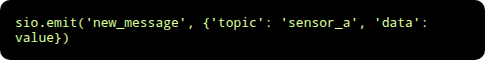 sio.emit('new_message', {'topic': 'sensor_a', 'data':
value})